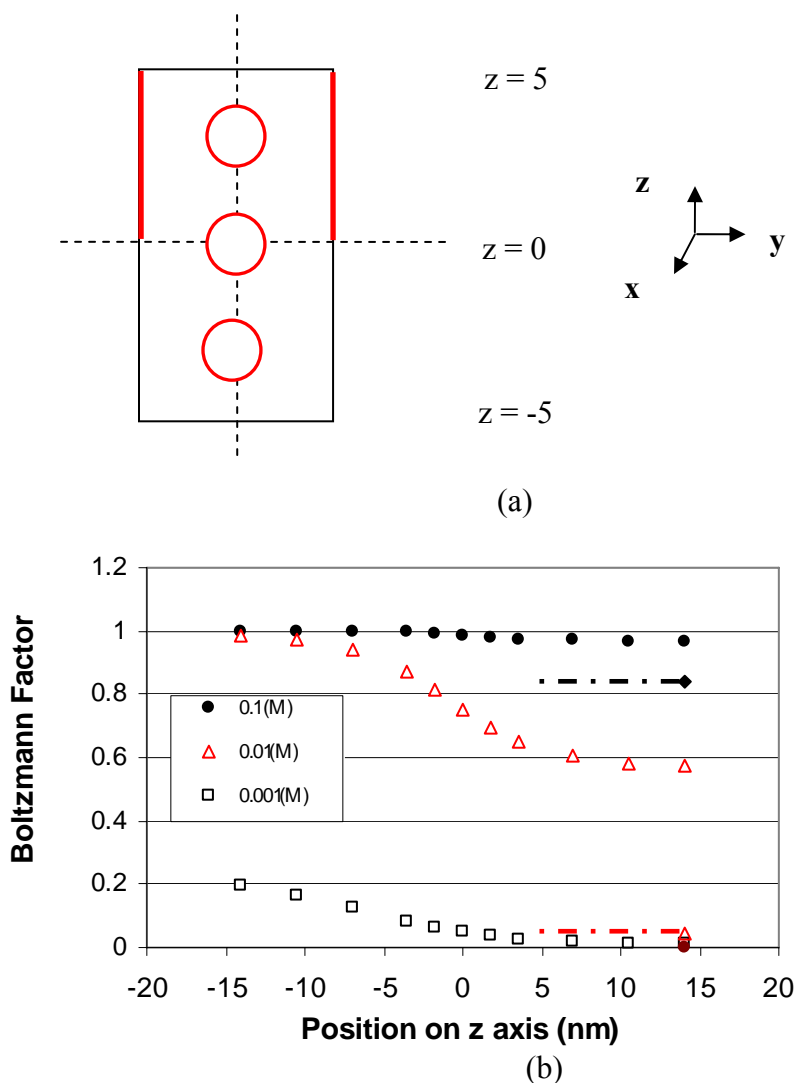 z = 5
z
z = 0
y
x
z = -5
(a)
1.2
1
0.8
0.6
0.4
0.2
0
Boltzmann Factor
0.1(M)
0.01(M)
0.001(M)
-20 -15 -10 -5 0 5 10 15 20
Position on z axis (nm)
(b)